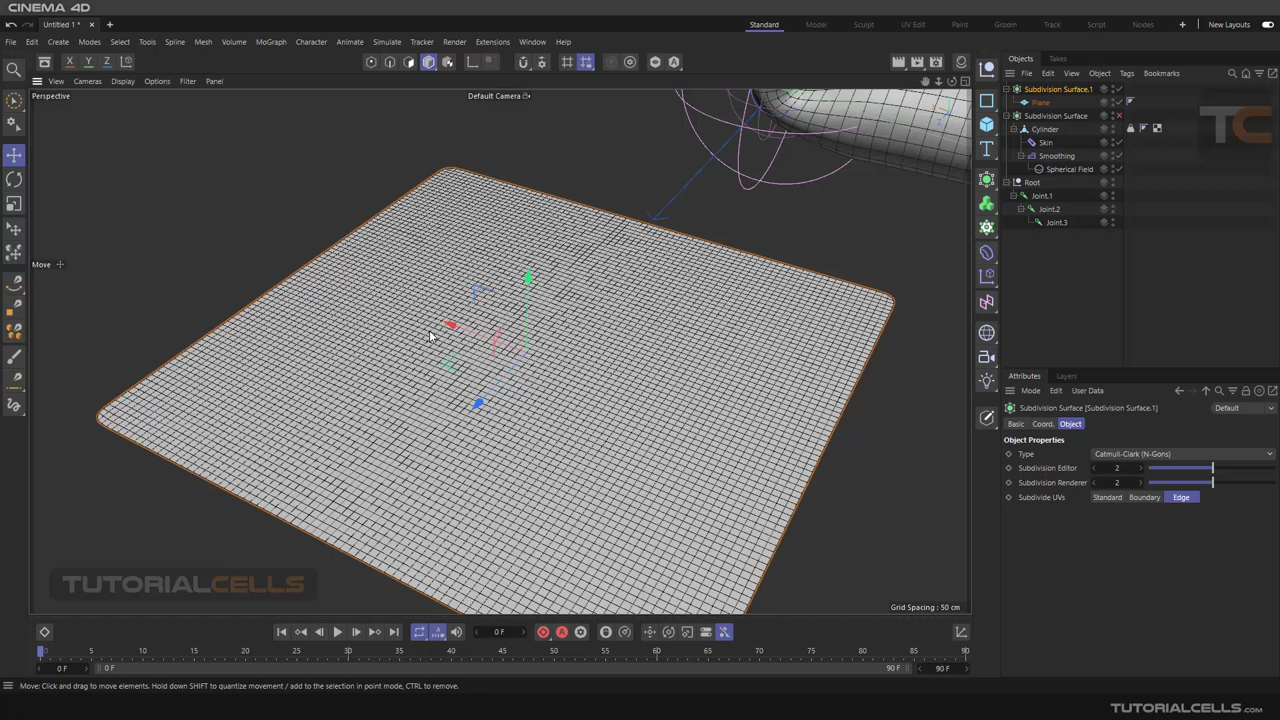 CINEMA 4D
Untitled 1 *
Standard
Model
Sculpt
UV Edit
Paint
Groom
Track
Script
Nodes
New Layouts
File Edit Create Modes Select Tools Spline Mesh Volume MoGraph Character Animate Simulate Tracker Render Extensions Window Help
X Y Z
View Cameras Display Options Filter Panel
Perspective
Default Camera
Move
Grid Spacing : 50 cm
TUTORIALCELLS
Objects Takes
File Edit View Object Tags Bookmarks
Subdivision Surface.1
Plane
Subdivision Surface
Cylinder
Skin
Smoothing
Spherical Field
Root
Joint.1
Joint.2
Joint.3
TC
Attributes Layers
Mode Edit User Data
Subdivision Surface [Subdivision Surface.1]
Default
Basic Coord. Object
Object Properties
Type Catmull-Clark (N-Gons)
Subdivision Editor 2
Subdivision Renderer 2
Subdivide UVs Standard Boundary Edge
0 F
0 5 10 15 20 25 30 35 40 45 50 55 60 65 70 75 80 85 90
0 F 0 F 90 F 90 F
Move: Click and drag to move elements. Hold down SHIFT to quantize movement / add to the selection in point mode, CTRL to remove.
TUTORIALCELLS.COM